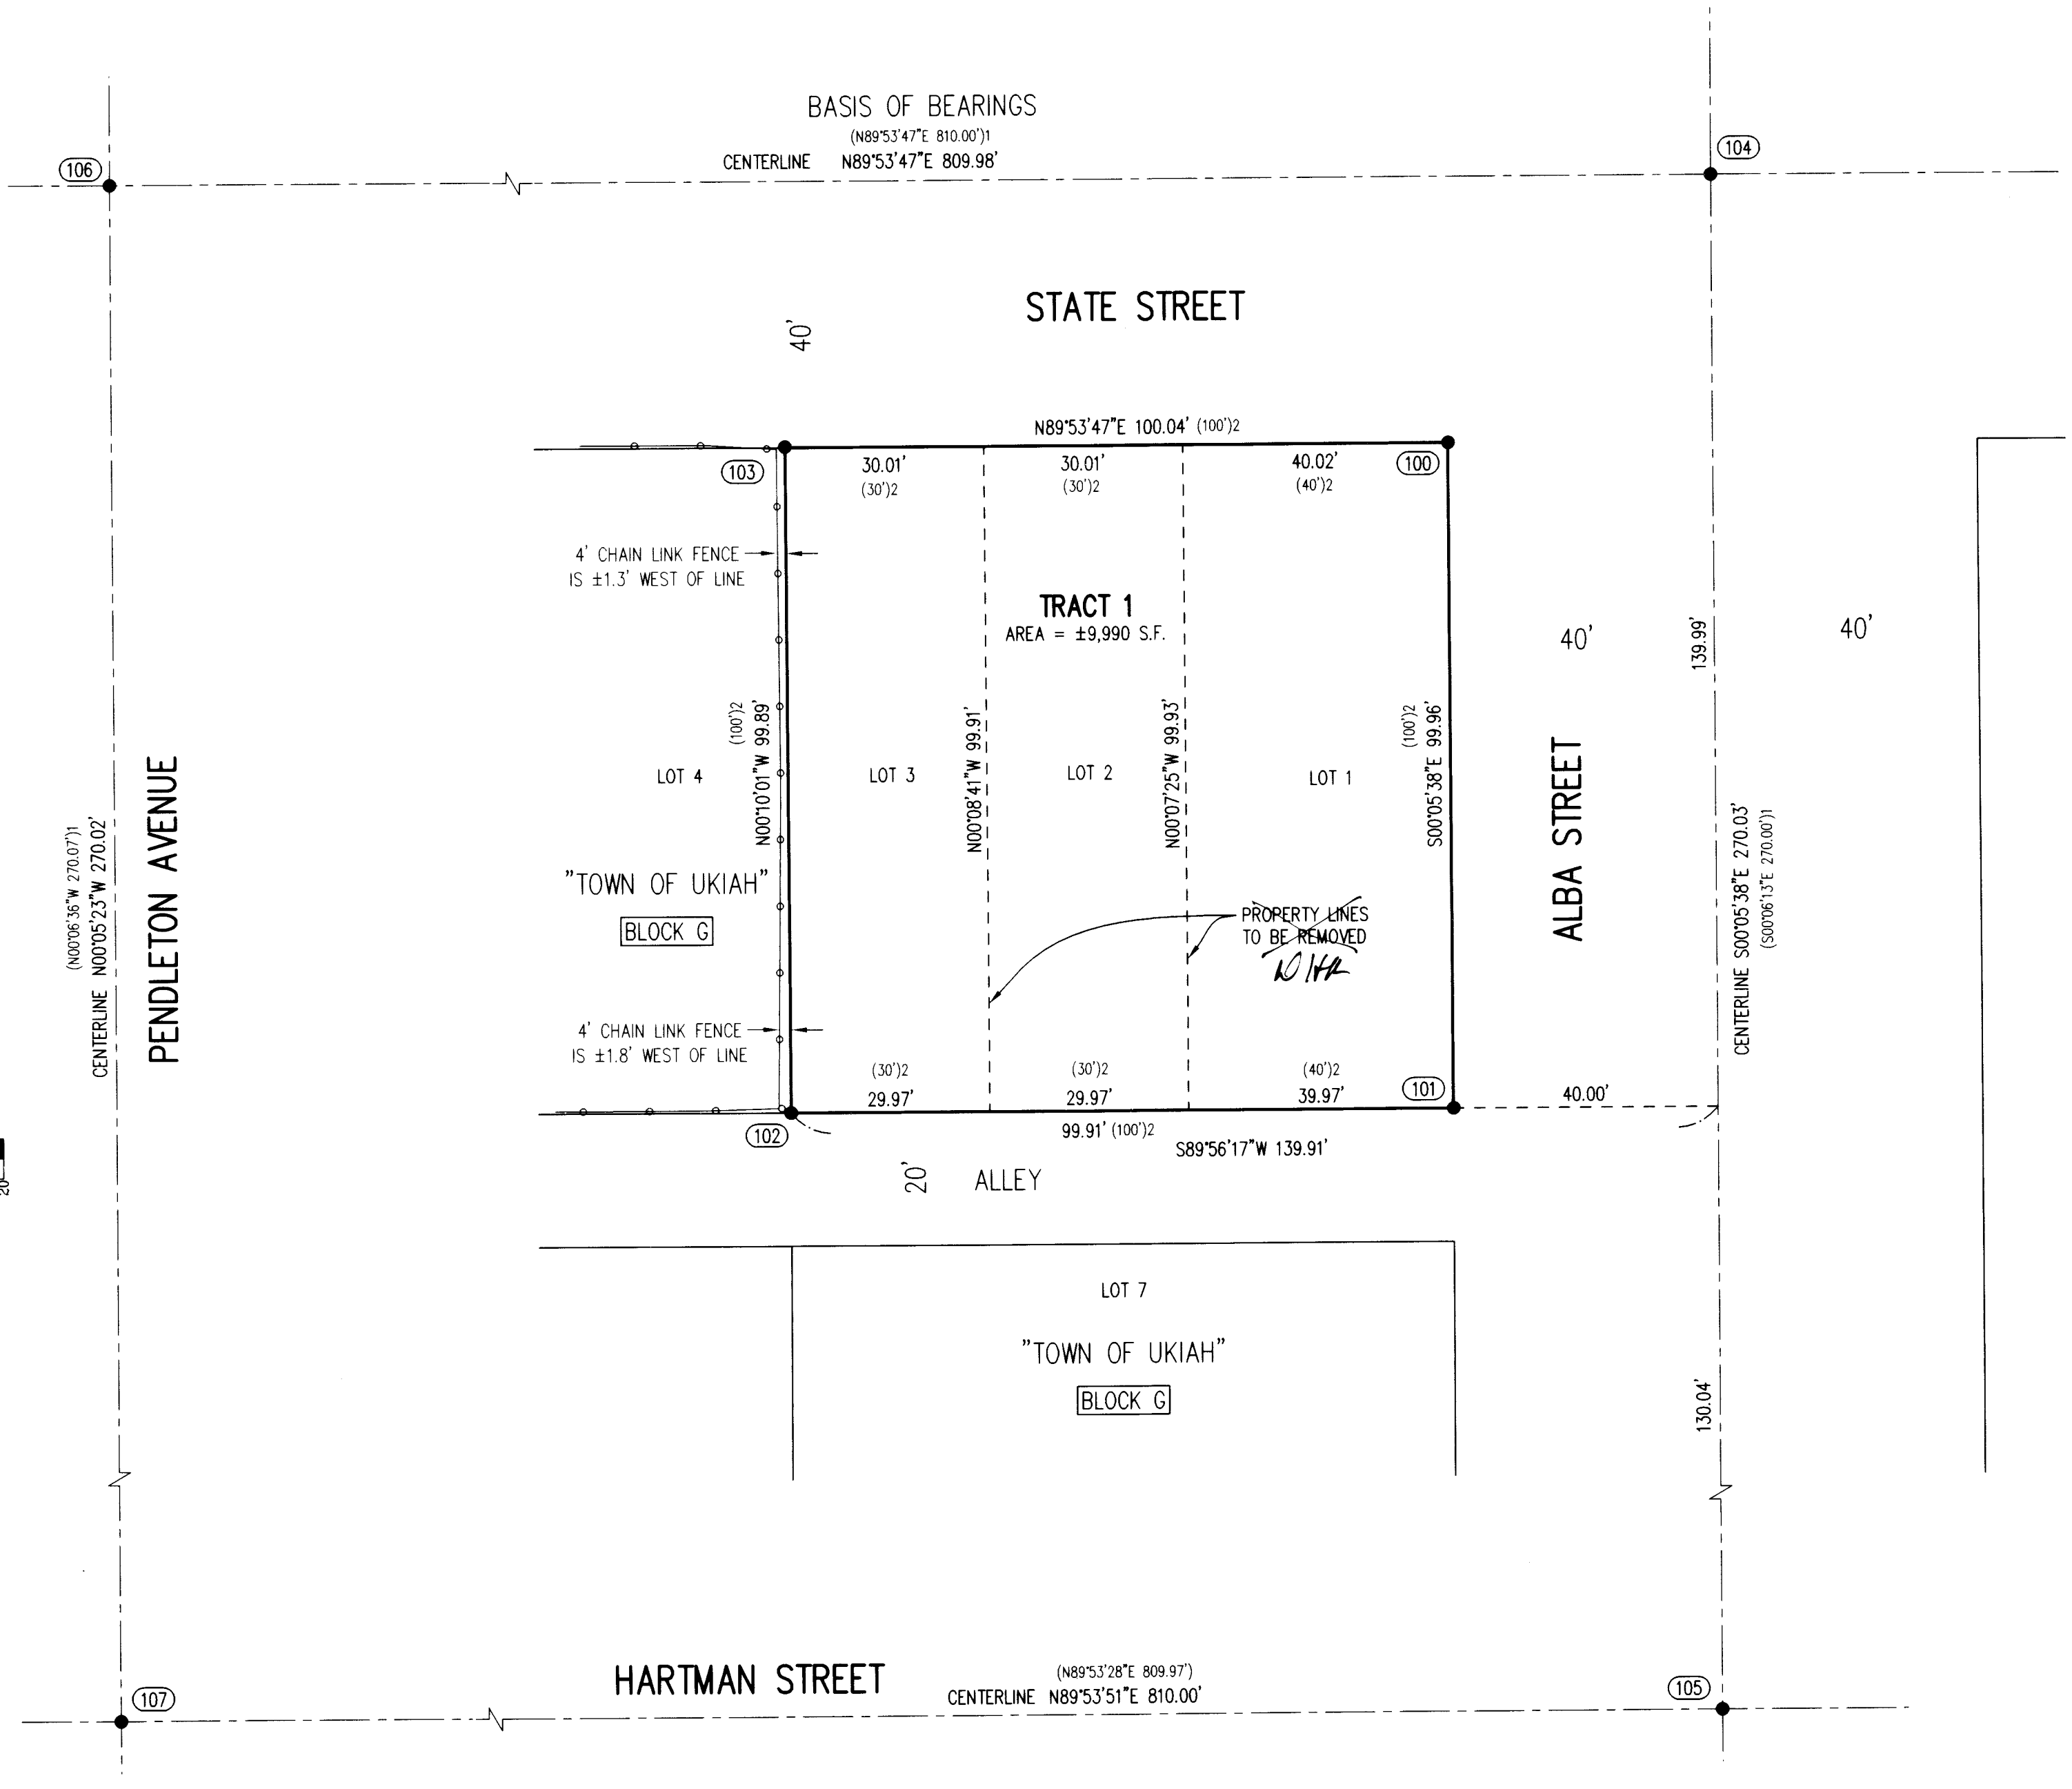 BASIS OF BEARINGS
(N89°53'47"E 810.00')1
CENTERLINE N89°53'47"E 809.98'
106
104
STATE STREET
40'
N89°53'47"E 100.04' (100')2
103
30.01'
(30')2
30.01'
(30')2
40.02'
(40')2
100
4' CHAIN LINK FENCE
IS ±1.3' WEST OF LINE
TRACT 1
AREA = ±9,990 S.F.
40'
139.99'
40'
(100')2
N00°10'01"W 99.89'
N00°08'41"W 99.91'
N00°07'25"W 99.93'
(100')2
S00°05'38"E 99.96'
LOT 4
LOT 3
LOT 2
LOT 1
PENDLETON AVENUE
(N00°06'36"W 270.07')1
CENTERLINE N00°05'23"W 270.02'
ALBA STREET
CENTERLINE S00°05'38"E 270.03'
(S00°06'13"E 270.00')1
"TOWN OF UKIAH"
BLOCK G
PROPERTY LINES
TO BE REMOVED
4' CHAIN LINK FENCE
IS ±1.8' WEST OF LINE
(30')2
29.97'
(30')2
29.97'
(40')2
39.97'
101
40.00'
102
99.91' (100')2
S89°56'17"W 139.91'
20'
ALLEY
20
LOT 7
"TOWN OF UKIAH"
BLOCK G
130.04'
HARTMAN STREET
(N89°53'28"E 809.97')
CENTERLINE N89°53'51"E 810.00'
107
105